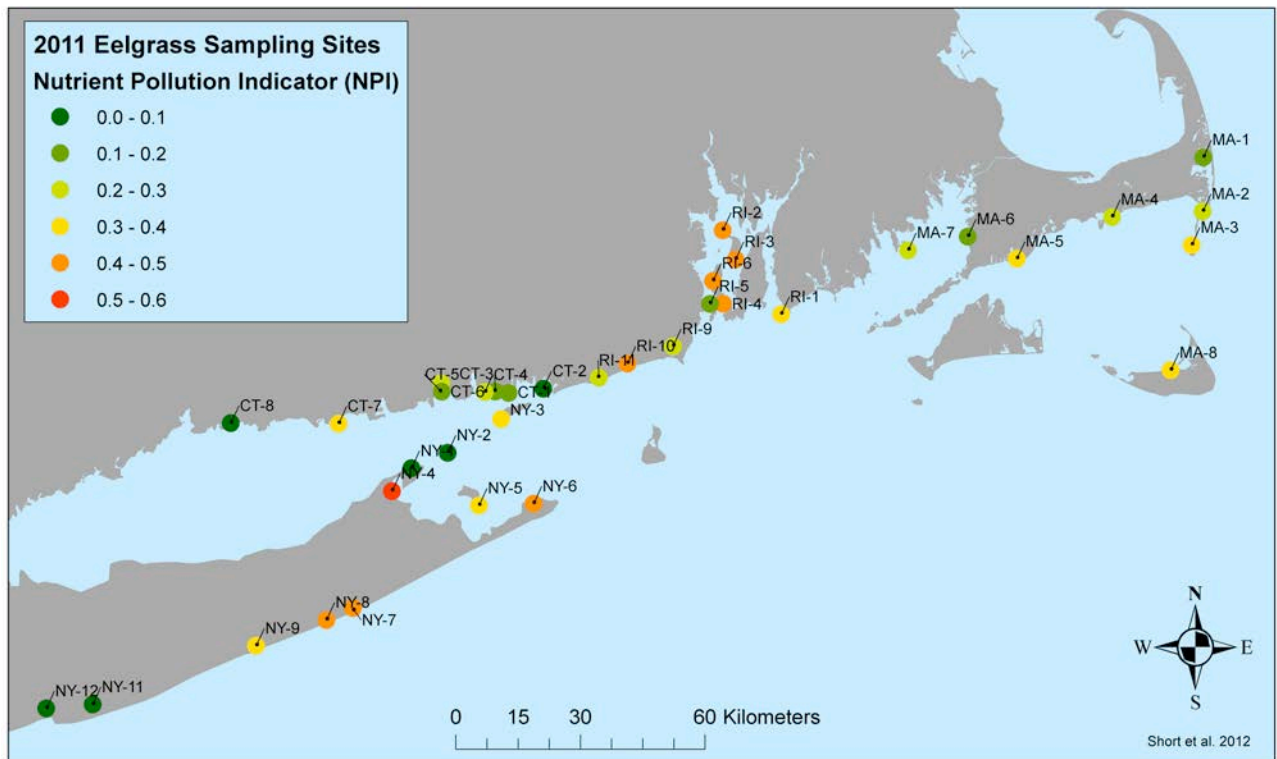 2011 Eelgrass Sampling Sites
Nutrient Pollution Indicator (NPI)
0.0 - 0.1
0.1 - 0.2
0.2 - 0.3
0.3 - 0.4
0.4 - 0.5
0.5 - 0.6
MA-1
MA-2
MA-4
MA-3
MA-6
MA-7
MA-5
MA-8
RI-2
RI-3
RI-6
RI-5
RI-4
RI-1
RI-9
RI-10
RI-11
CT-2
CT-5
CT-3
CT-4
CT-6
CT-8
CT-7
NY-3
NY-2
NY-4
NY-5
NY-6
NY-8
NY-7
NY-9
NY-12
NY-11
N
W
E
S
0 15 30 60 Kilometers
Short et al. 2012